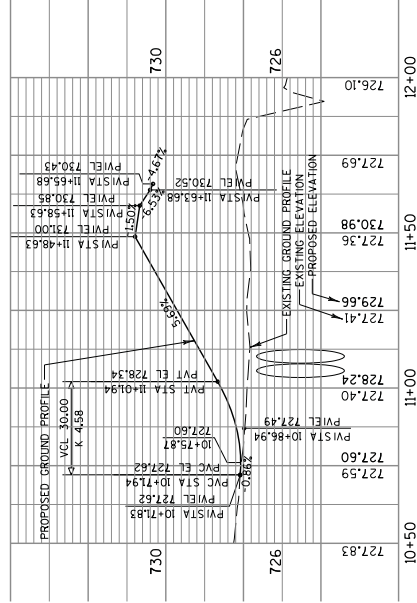 730
726
PVIEL 730.43
PVISTA 11+65.68
PVIEL 730.85
PVISTA 11+58.63
731.00
PVIEL
PVISTA 11+48.63
PVIEL 730.52
PVISTA 11+63.68
-1.50%
-6.53%
-4.67%
5.69%
-0.86%
PROPOSED GROUND PROFILE
VCL 30.00
K 4.58
PVT EL 728.34
PVT STA 11+01.94
PVIEL 727.49
PVISTA 10+86.94
727.60
10+75.87
PVC EL 727.62
PVC STA 10+71.94
PVIEL 727.62
PVISTA 10+71.83
EXISTING GROUND PROFILE
EXISTING ELEVATION
PROPOSED ELEVATION
729.66
727.41
730
726
726.10
727.69
730.98
727.36
728.24
727.40
727.60
727.59
727.83
12+00
11+50
11+00
10+50